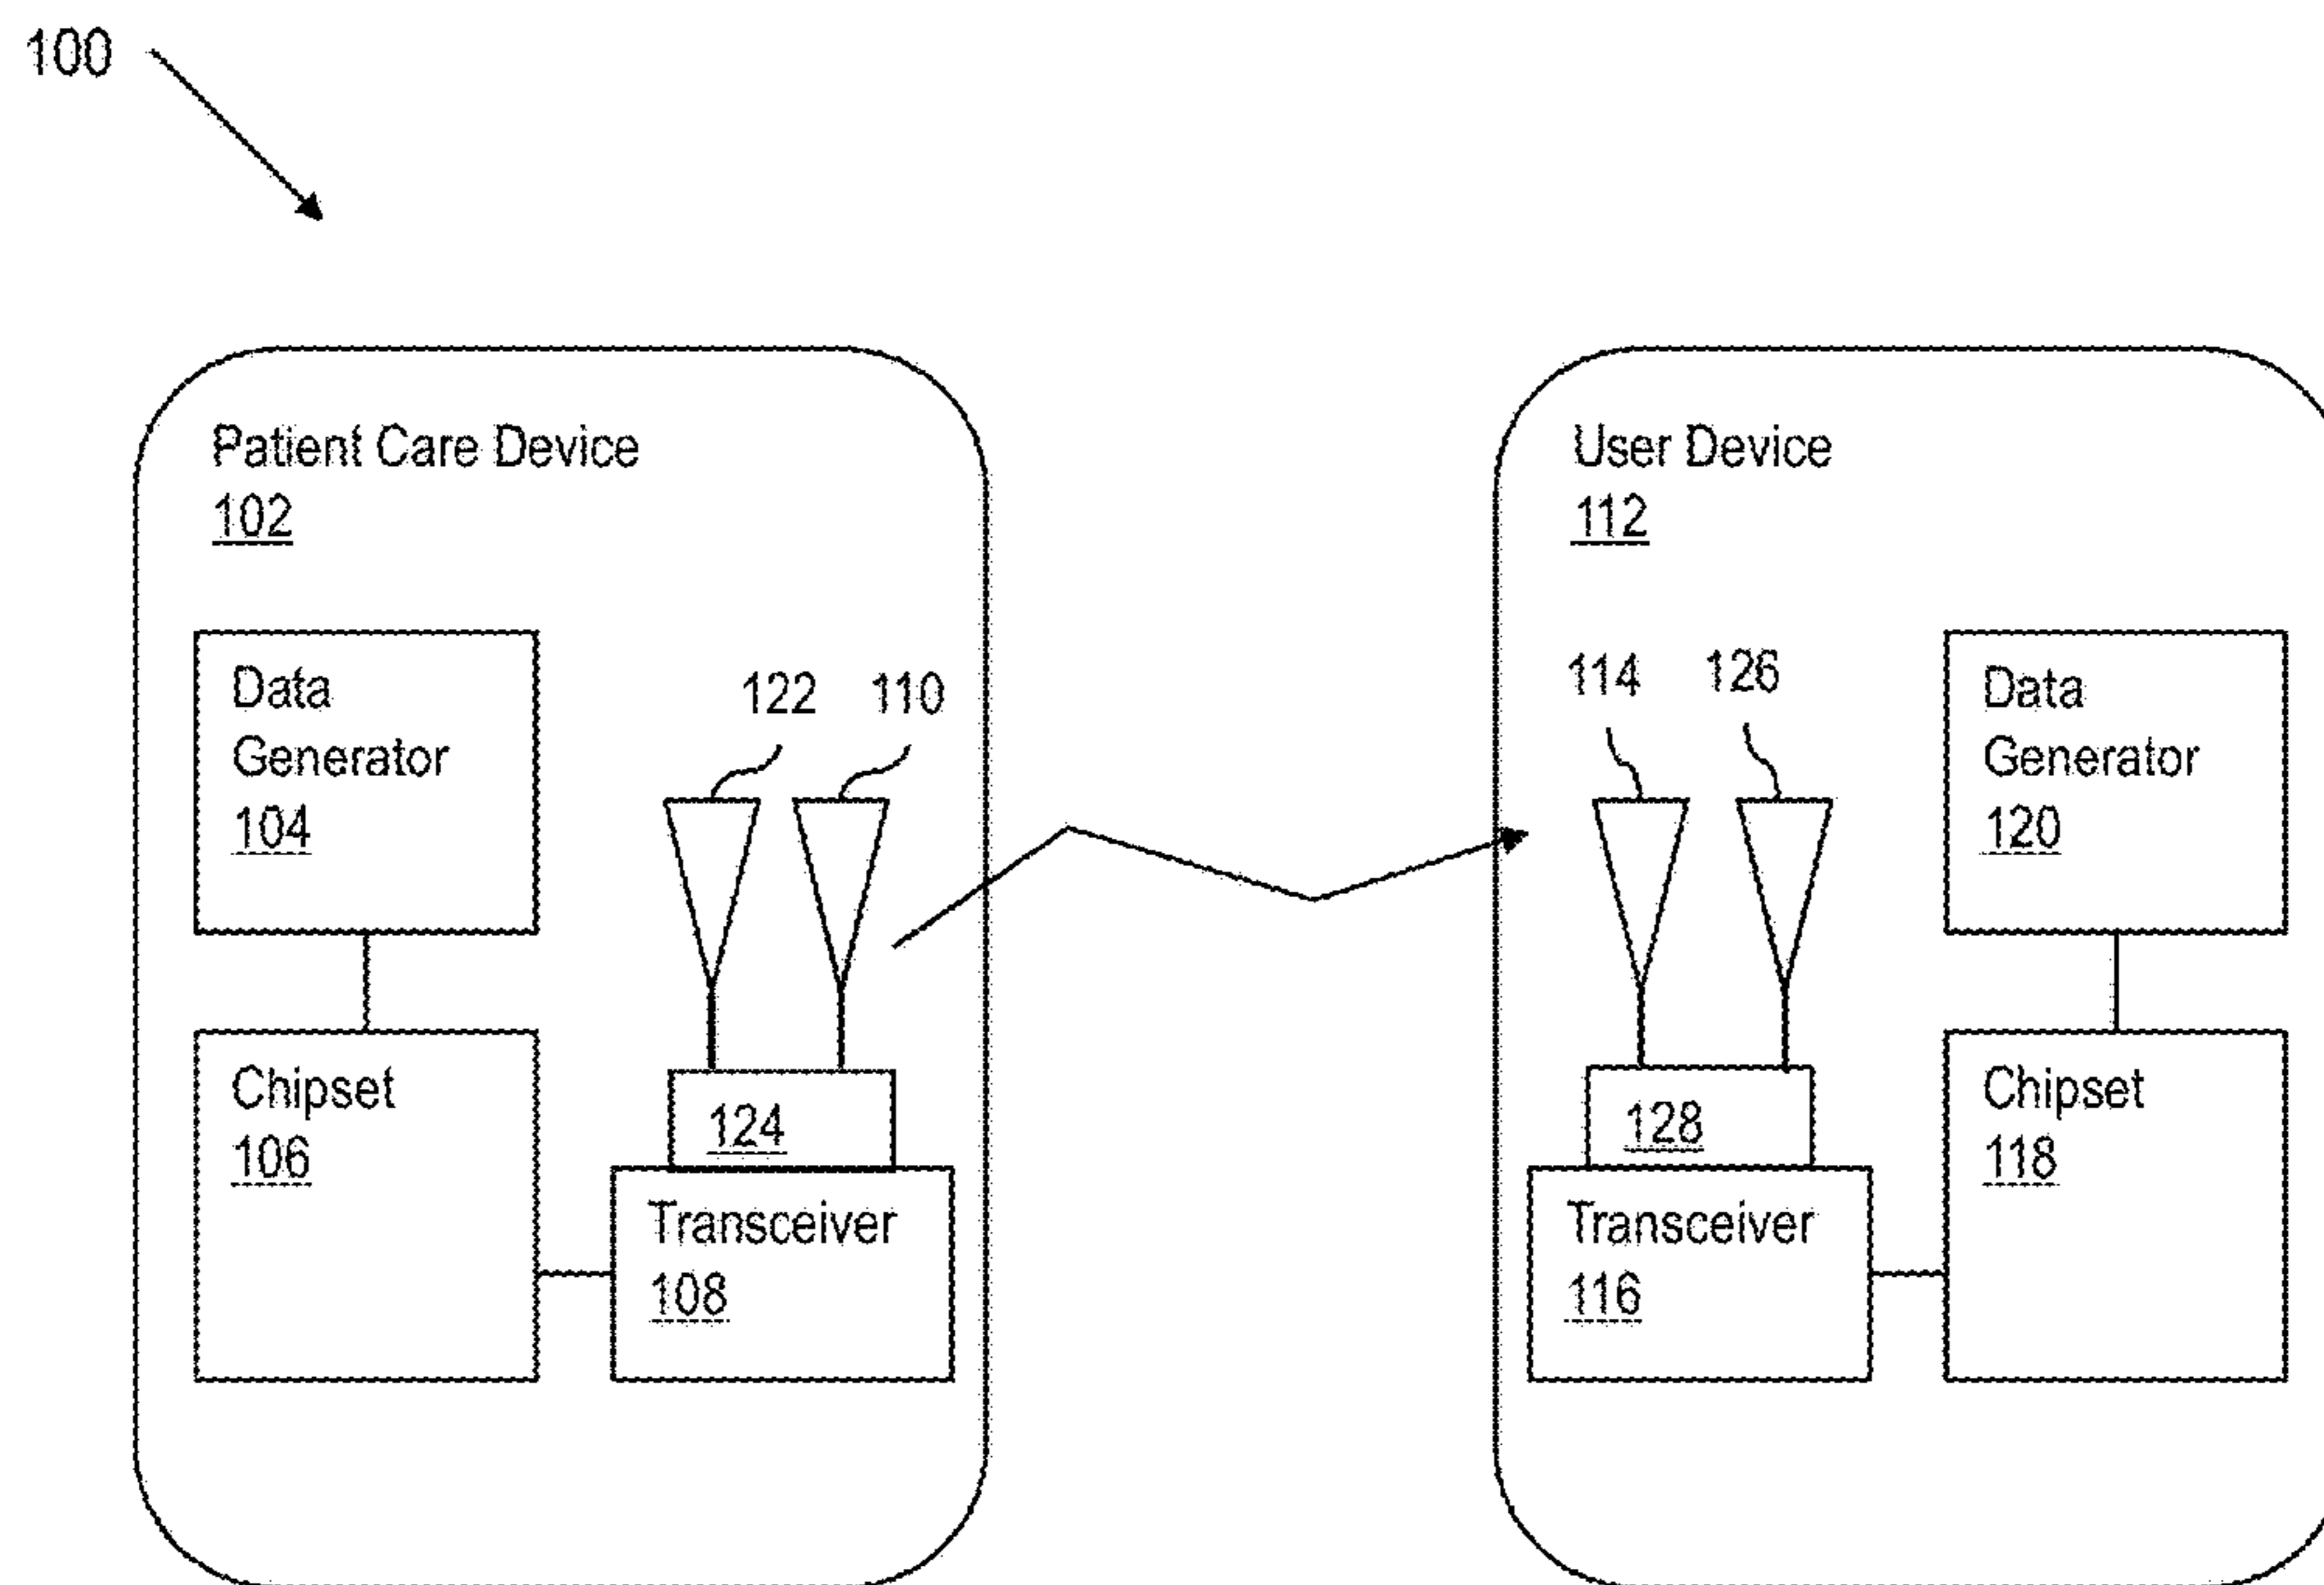 100
Patient Care Device
102
Data
Generator
104
122
110
Chipset
106
124
Transceiver
108
User Device
112
114
126
Data
Generator
120
128
Transceiver
116
Chipset
118